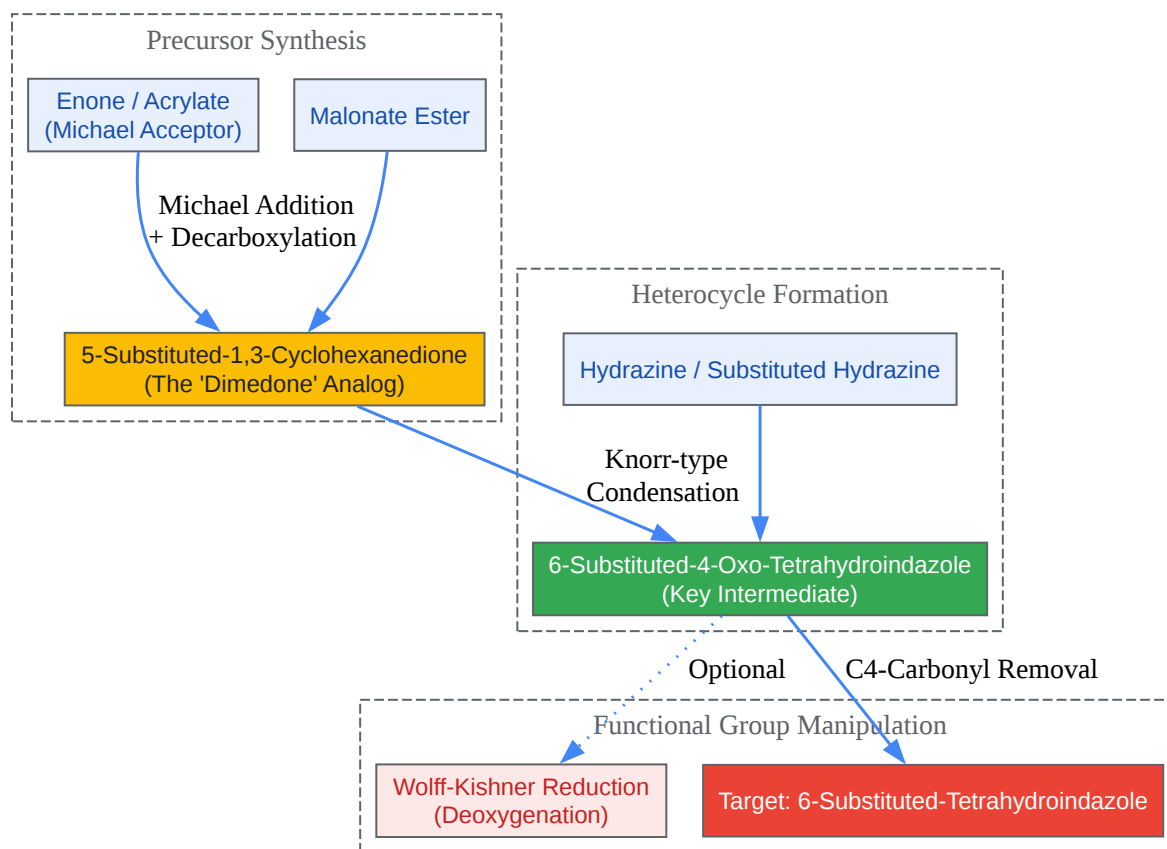 Precursor Synthesis
Enone / Acrylate
(Michael Acceptor)
Malonate Ester
Michael Addition
+ Decarboxylation
5-Substituted-1,3-Cyclohexanedione
(The 'Dimedone' Analog)
Heterocycle Formation
Hydrazine / Substituted Hydrazine
Knorr-type
Condensation
6-Substituted-4-Oxo-Tetrahydroindazole
(Key Intermediate)
Optional
C4-Carbonyl Removal
Functional Group Manipulation
Wolff-Kishner Reduction
(Deoxygenation)
Target: 6-Substituted-Tetrahydroindazole